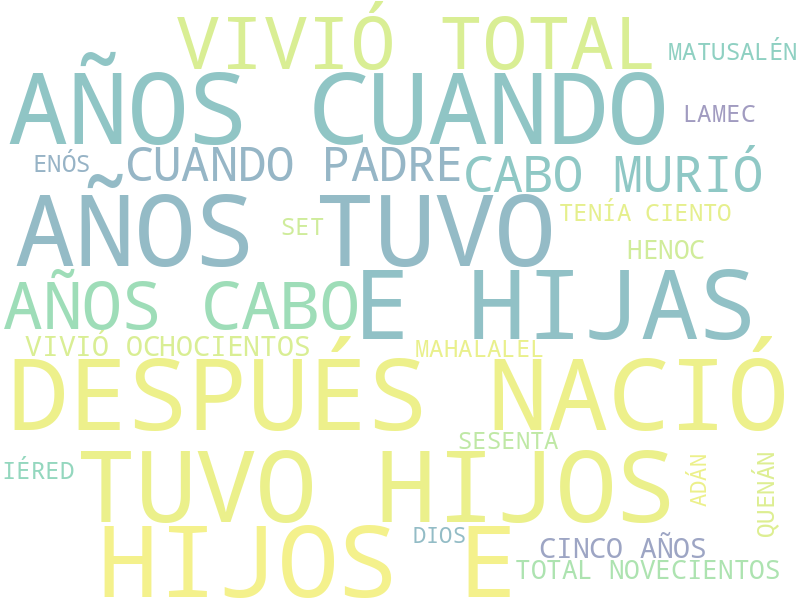 VIVIÓ TOTAL
MATUSALÉN
AÑOS CUANDO
LAMEC
ENÓS
CUANDO PADRE
CABO MURIÓ
AÑOS TUVO
SET
TENÍA CIENTO
HENOC
AÑOS CABO
E HIJAS
VIVIÓ OCHOCIENTOS
MAHALALEL
DESPUÉS NACIÓ
SESENTA
IÉRED
TUVO HIJOS
ADÁN
QUENÁN
HIJOS E
DIOS
CINCO AÑOS
TOTAL NOVECIENTOS